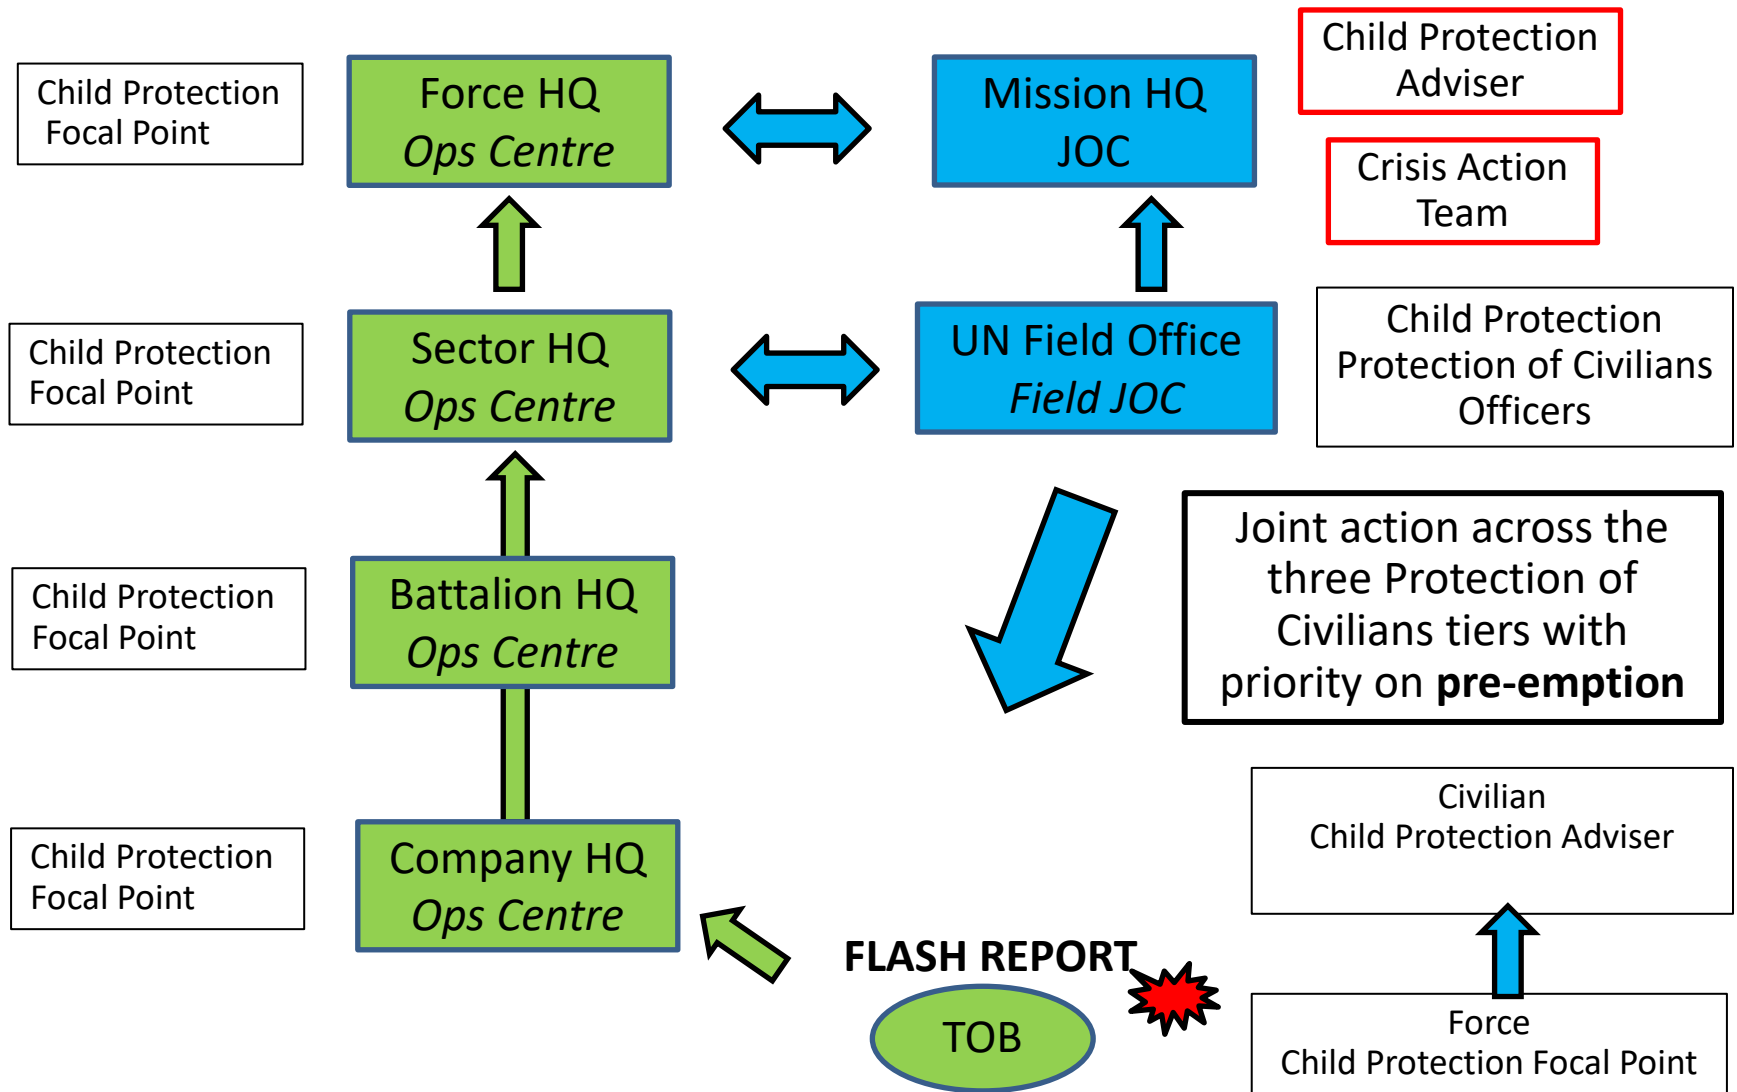 Child Protection
Focal Point
Force HQ
Ops Centre
Mission HQ
JOC
Child Protection
Adviser
Crisis Action
Team
Child Protection
Focal Point
Sector HQ
Ops Centre
UN Field Office
Field JOC
Child Protection
Protection of Civilians
Officers
Joint action across the
three Protection of
Civilians tiers with
priority on pre-emption
Child Protection
Focal Point
Battalion HQ
Ops Centre
Civilian
Child Protection Adviser
Child Protection
Focal Point
Company HQ
Ops Centre
FLASH REPORT
TOB
Force
Child Protection Focal Point